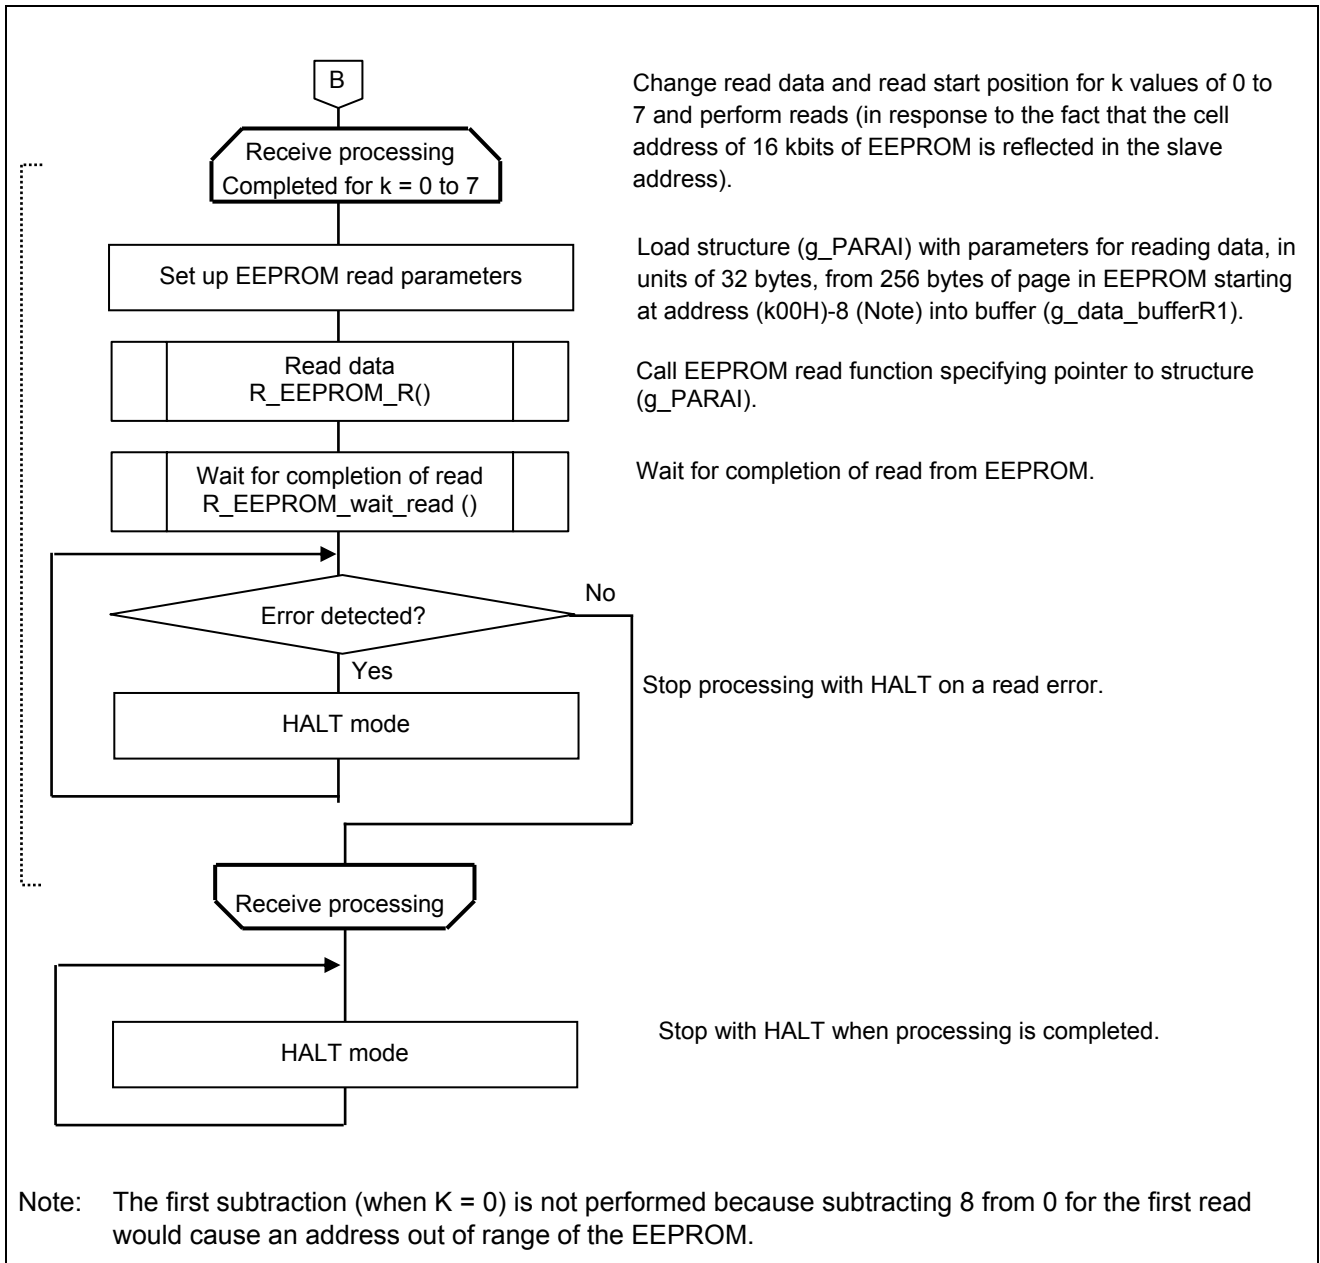 B
Change read data and read start position for k values of 0 to
7 and perform reads (in response to the fact that the cell
address of 16 kbits of EEPROM is reflected in the slave
address).
Receive processing
Completed for k = 0 to 7
Set up EEPROM read parameters
Load structure (g_PARAI) with parameters for reading data, in
units of 32 bytes, from 256 bytes of page in EEPROM starting
at address (k00H)-8 (Note) into buffer (g_data_bufferR1).
Read data
R_EEPROM_R()
Call EEPROM read function specifying pointer to structure
(g_PARAI).
Wait for completion of read
R_EEPROM_wait_read ()
Wait for completion of read from EEPROM.
Error detected?
No
Yes
Stop processing with HALT on a read error.
HALT mode
Receive processing
HALT mode
Stop with HALT when processing is completed.
Note: The first subtraction (when K = 0) is not performed because subtracting 8 from 0 for the first read
would cause an address out of range of the EEPROM.